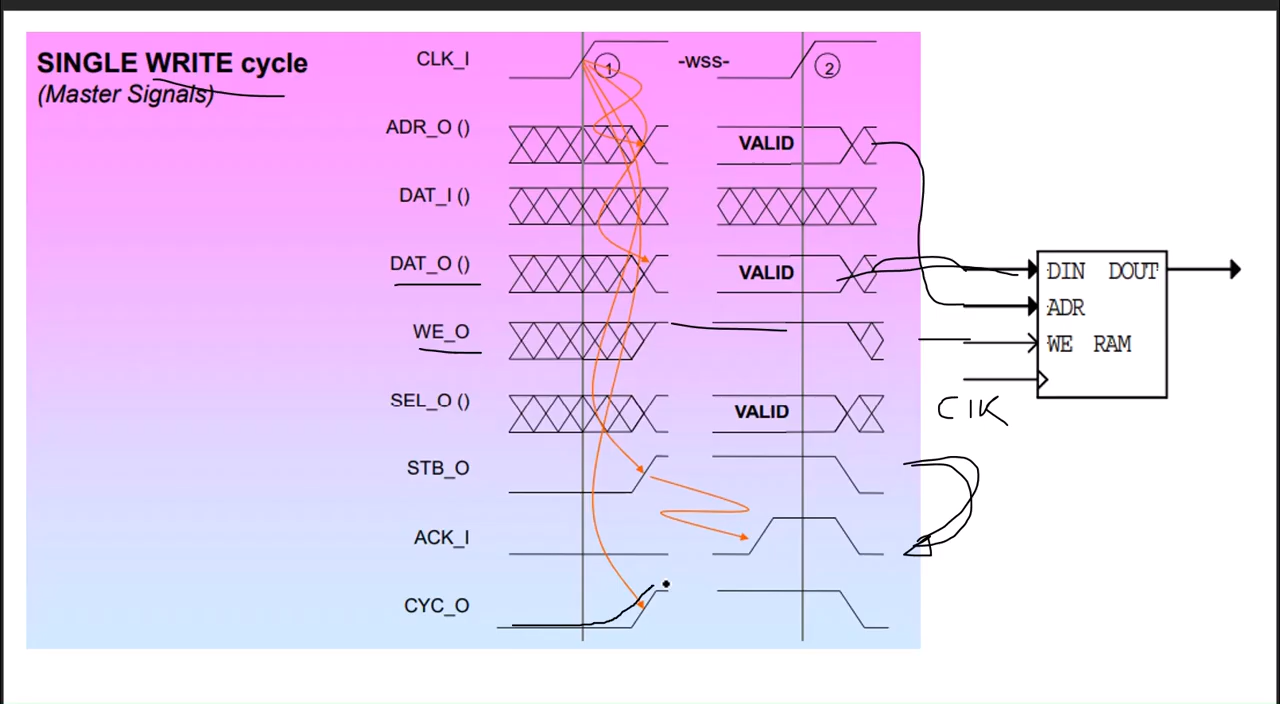 SINGLE WRITE cycle
(Master Signals)
CLK_I
1
-wss-
2
ADR_O ()
VALID
DAT_I ()
DAT_O ()
VALID
DIN DOUT
ADR
WE_O
WE RAM
SEL_O ()
VALID
ClK
STB_O
ACK_I
CYC_O